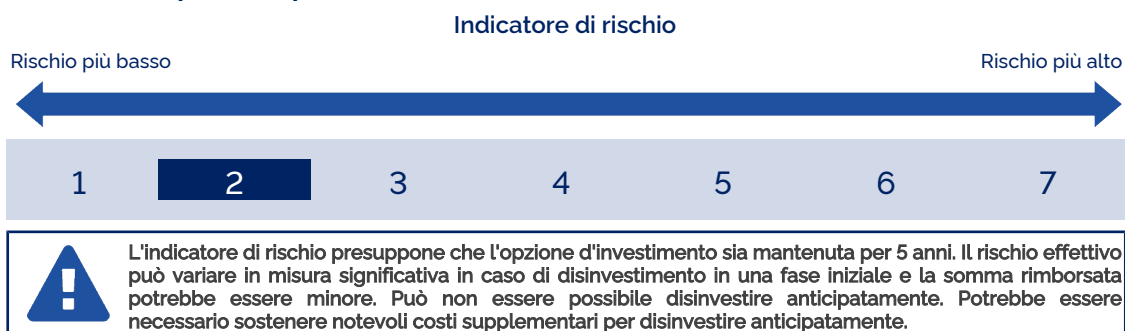 Indicatore di rischio
Rischio più basso
Rischio più alto
1 2 3 4 5 6 7
L'indicatore di rischio presuppone che l'opzione d'investimento sia mantenuta per 5 anni. Il rischio effettivo
può variare in misura significativa in caso di disinvestimento in una fase iniziale e la somma rimborsata
potrebbe essere minore. Può non essere possibile disinvestire anticipatamente. Potrebbe essere
necessario sostenere notevoli costi supplementari per disinvestire anticipatamente.